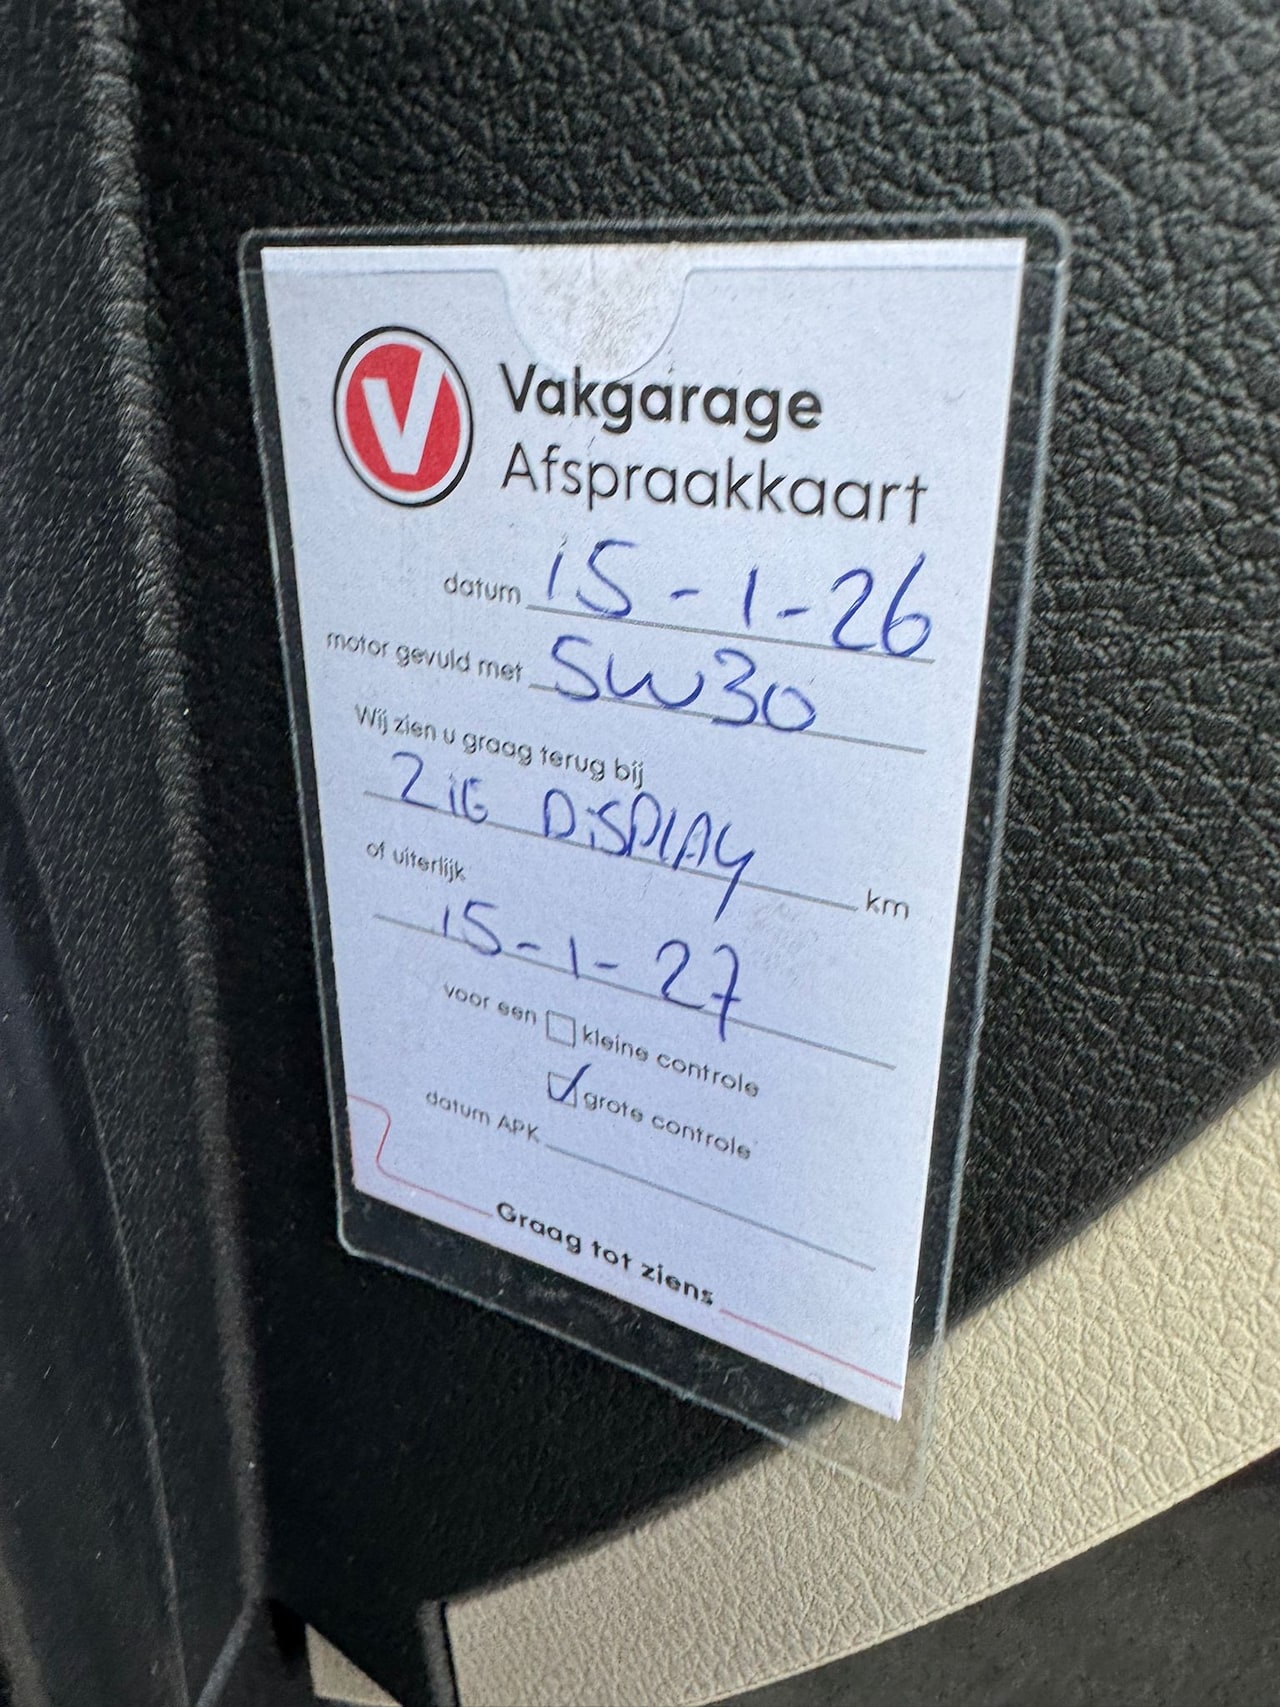 V
Vakgarage
Afspraakkaart
datum 15-1-26
motor gevuld met 5W30
Wij zien u graag terug bij
ZIE DISPLAY km
of uiterlijk
15-1-27
voor een kleine controle
grote controle
datum APK
Graag tot ziens